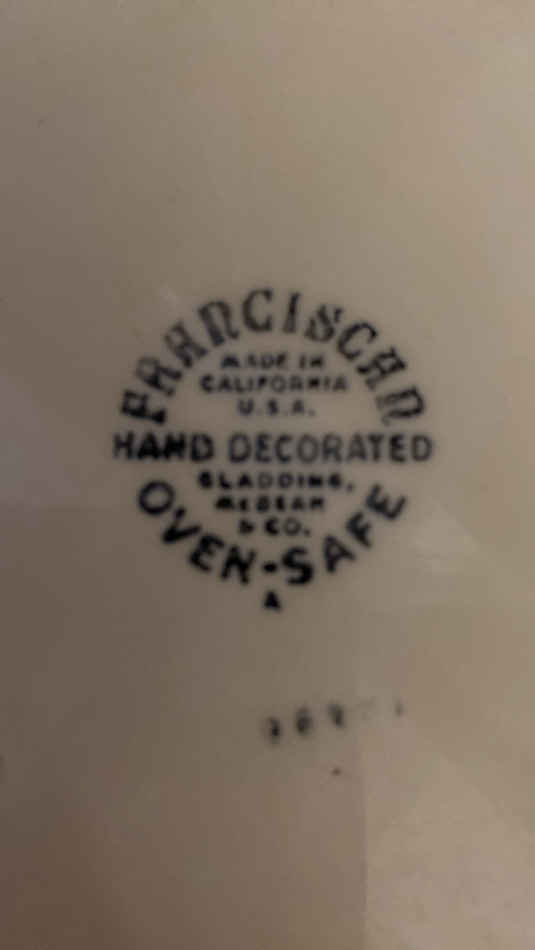 FRANCISCAN
MADE IN
CALIFORNIA
U.S.A.
HAND DECORATED
GLADDING,
McBEAN
& CO.
OVEN-SAFE
A